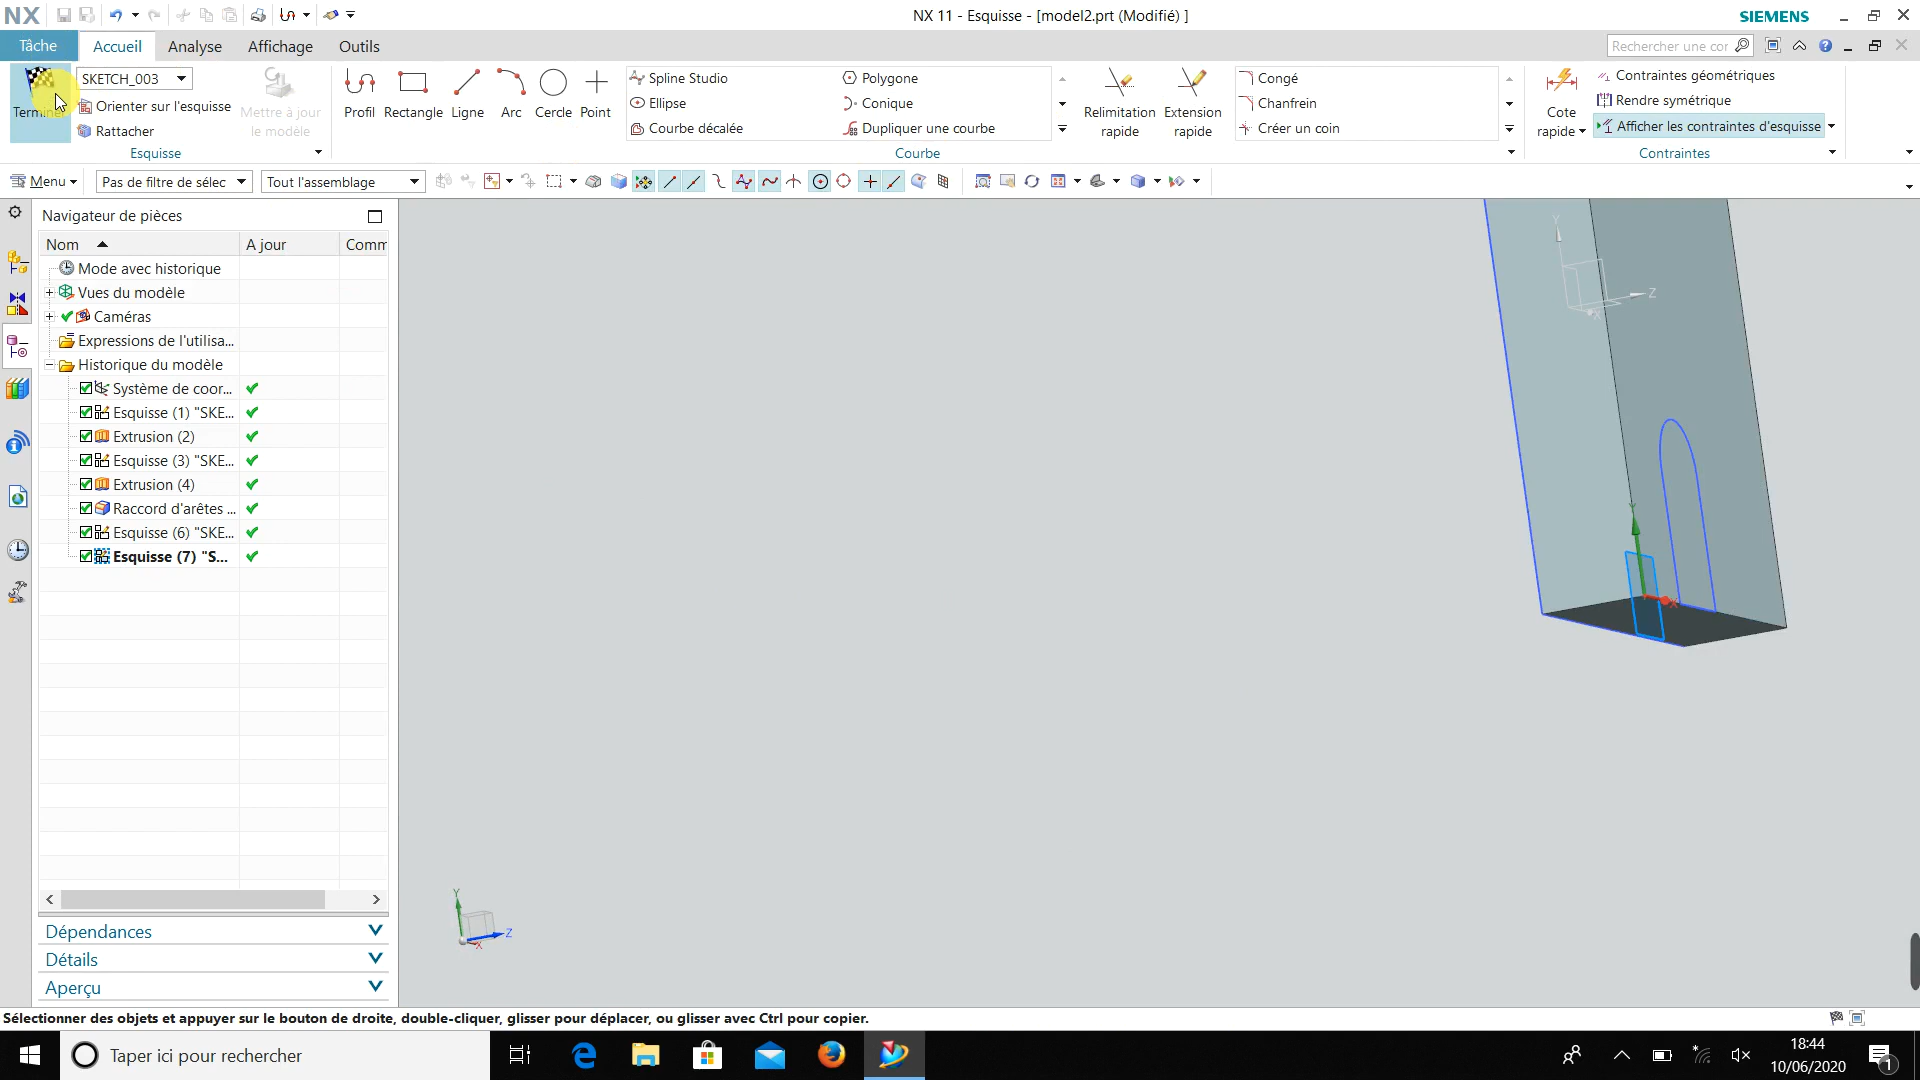 NX
NX 11 - Esquisse - [model2.prt (Modifié) ]
SIEMENS
Tâche
Accueil
Analyse
Affichage
Outils
Rechercher une cor
Terminer
SKETCH_003
Orienter sur l'esquisse
Rattacher
Mettre à jour
le modèle
Esquisse
Profil
Rectangle
Ligne
Arc
Cercle
Point
Spline Studio
Ellipse
Courbe décalée
Polygone
Conique
Dupliquer une courbe
Courbe
Relimitation
rapide
Extension
rapide
Congé
Chanfrein
Créer un coin
Cote
rapide
Contraintes géométriques
Rendre symétrique
Afficher les contraintes d'esquisse
Contraintes
Menu
Pas de filtre de sélec
Tout l'assemblage
Navigateur de pièces
Nom
A jour
Comm
Mode avec historique
Vues du modèle
Caméras
Expressions de l'utilisa...
Historique du modèle
Système de coor...
Esquisse (1) "SKE...
Extrusion (2)
Esquisse (3) "SKE...
Extrusion (4)
Raccord d'arêtes ...
Esquisse (6) "SKE...
Esquisse (7) "S...
Dépendances
Détails
Aperçu
Y
Z
X
Y
X
Y
Z
X
Sélectionner des objets et appuyer sur le bouton de droite, double-cliquer, glisser pour déplacer, ou glisser avec Ctrl pour copier.
Taper ici pour rechercher
18:44
10/06/2020
1